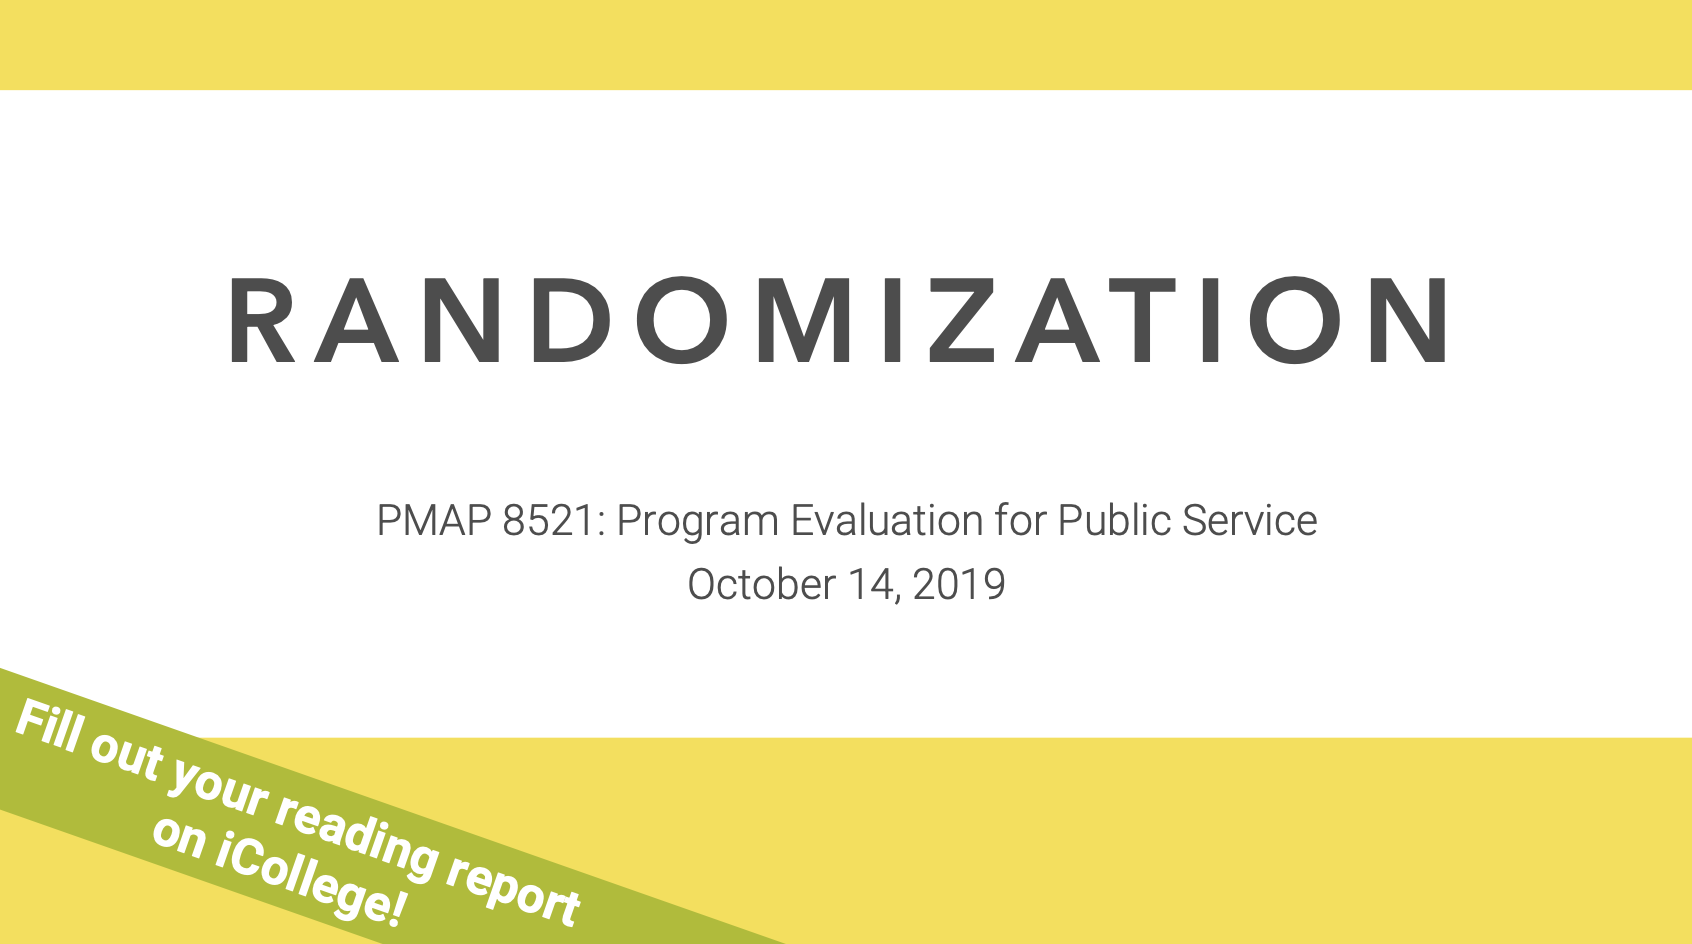 RANDOMIZATION
PMAP 8521: Program Evaluation for Public Service
October 14, 2019
Fill out your reading report
on iCollege!